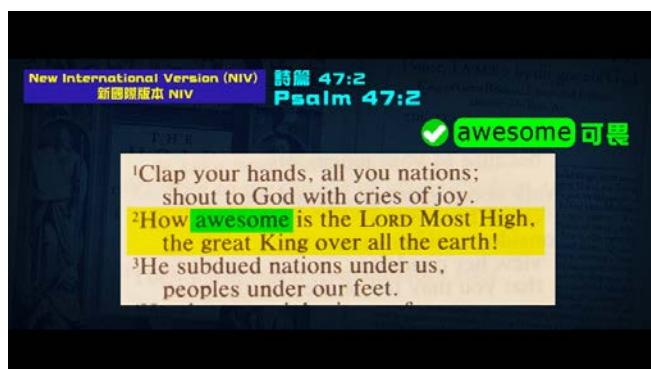 New International Version (NIV)
新國際版本 NIV
詩篇 47:2
Psalm 47:2
awesome 可畏
¹Clap your hands, all you nations;
shout to God with cries of joy.
²How awesome is the LORD Most High,
the great King over all the earth!
³He subdued nations under us,
peoples under our feet.